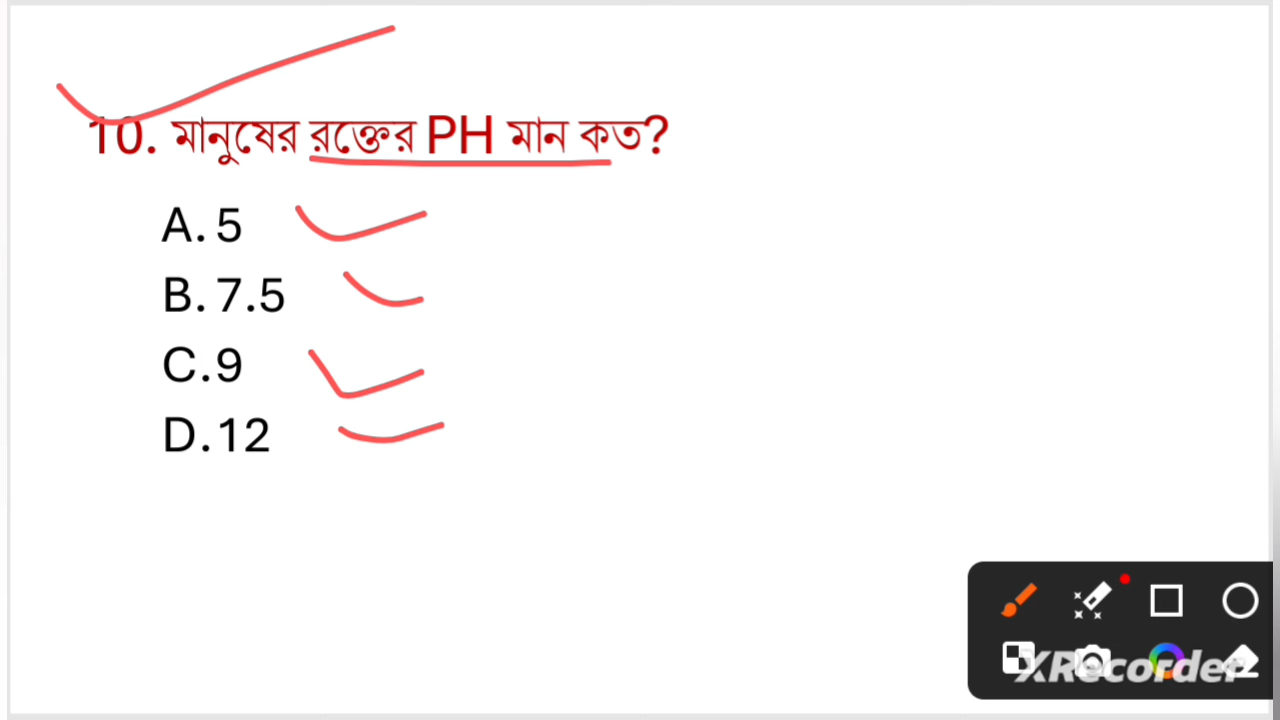 10. মানুষের রক্তের PH মান কত?
A. 5
B. 7.5
C. 9
D. 12
XRecorder